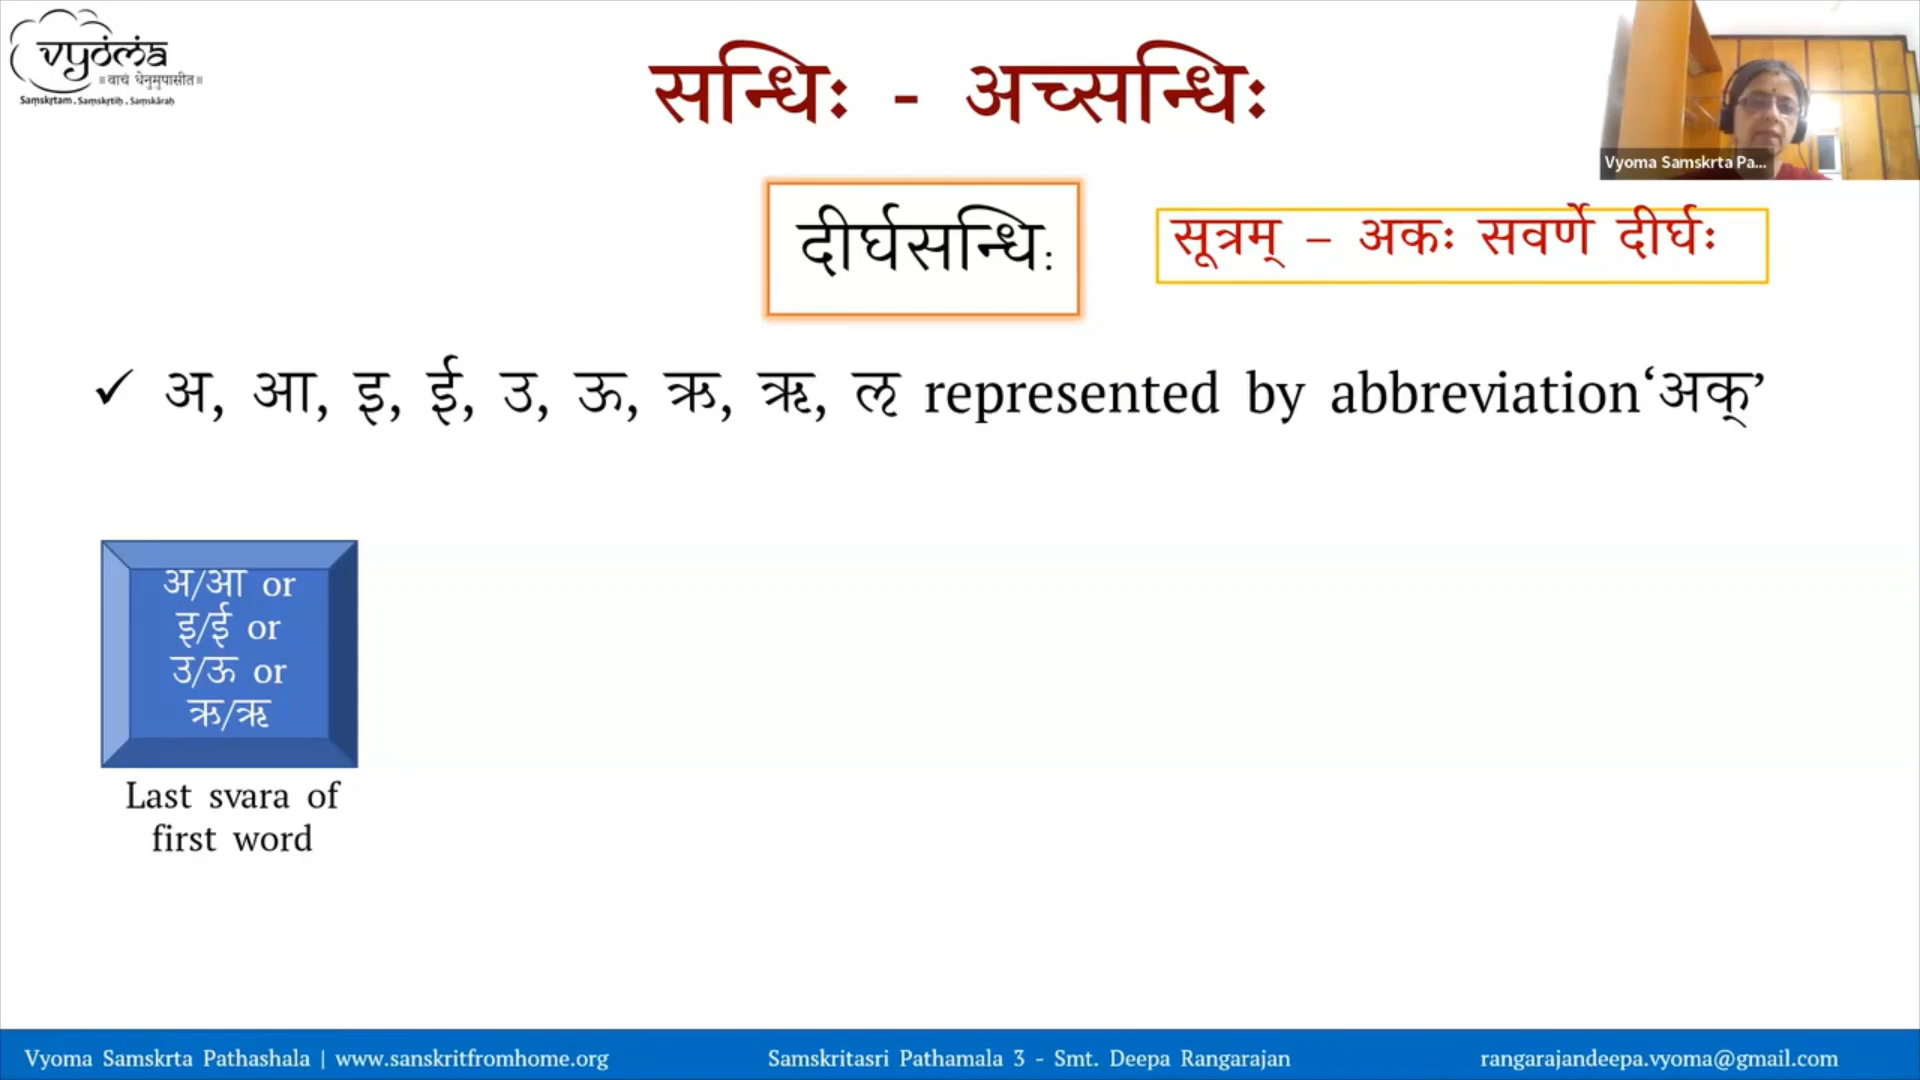 vyoma
॥वाचं धेनुमुपासीत॥
Saṃskṛtam . Saṃskṛtiḥ . Saṃskāraḥ
सन्धिः - अच्सन्धिः
Vyoma Samskrta Pa...
दीर्घसन्धिः
सूत्रम् – अकः सवर्णे दीर्घः
✓ अ, आ, इ, ई, उ, ऊ, ऋ, ॠ, ऌ represented by abbreviation‘अक्’
अ/आ or
इ/ई or
उ/ऊ or
ऋ/ॠ
Last svara of
first word
Vyoma Samskrta Pathashala | www.sanskritfromhome.org
Samskritasri Pathamala 3 - Smt. Deepa Rangarajan
rangarajandeepa.vyoma@gmail.com